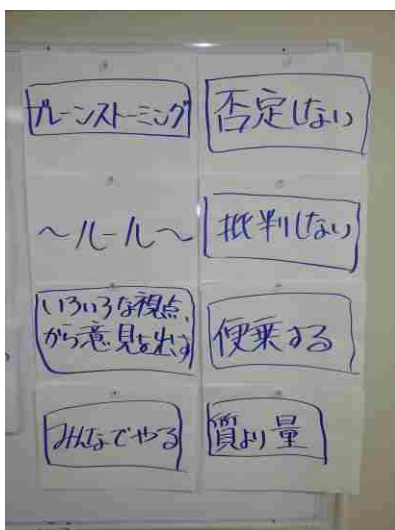 ブレーンストーミング
～ルール～
いろいろな視点、
から意見を出す
みんなでやる
否定しない
批判しない
便乗する
質より量